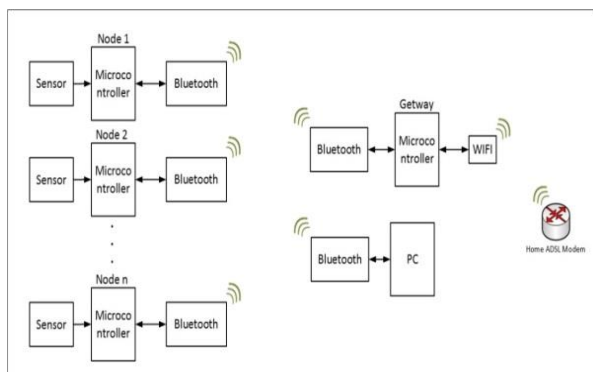 Node 1
Sensor
Microco
ntroller
Bluetooth
Node 2
Sensor
Microco
ntroller
Bluetooth
Node n
Sensor
Microco
ntroller
Bluetooth
Getway
Bluetooth
Microco
ntroller
WIFI
Bluetooth
PC
Home ADSL Modem